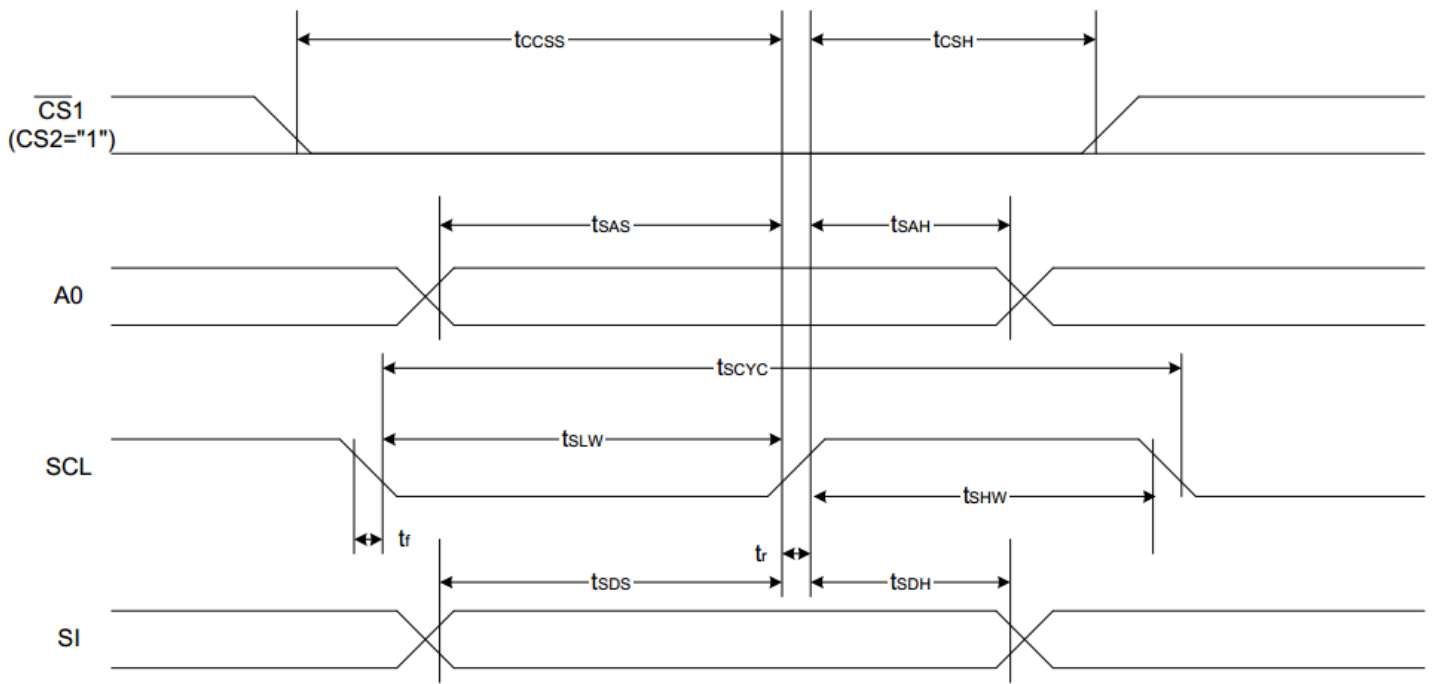 tCCSS
tCSH
CS1
(CS2="1")
tSAS
tSAH
A0
tSCYC
tSLW
SCL
tSHW
tf
tr
tSDS
tSDH
SI